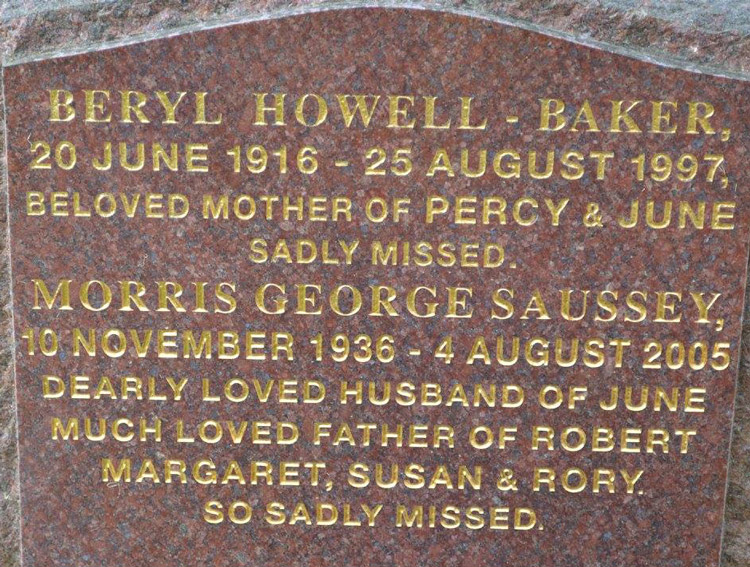 BERYL HOWELL - BAKER,
20 JUNE 1916 - 25 AUGUST 1997,
BELOVED MOTHER OF PERCY & JUNE
SADLY MISSED.
MORRIS GEORGE SAUSSEY,
10 NOVEMBER 1936 - 4 AUGUST 2005
DEARLY LOVED HUSBAND OF JUNE
MUCH LOVED FATHER OF ROBERT
MARGARET, SUSAN & RORY.
SO SADLY MISSED.